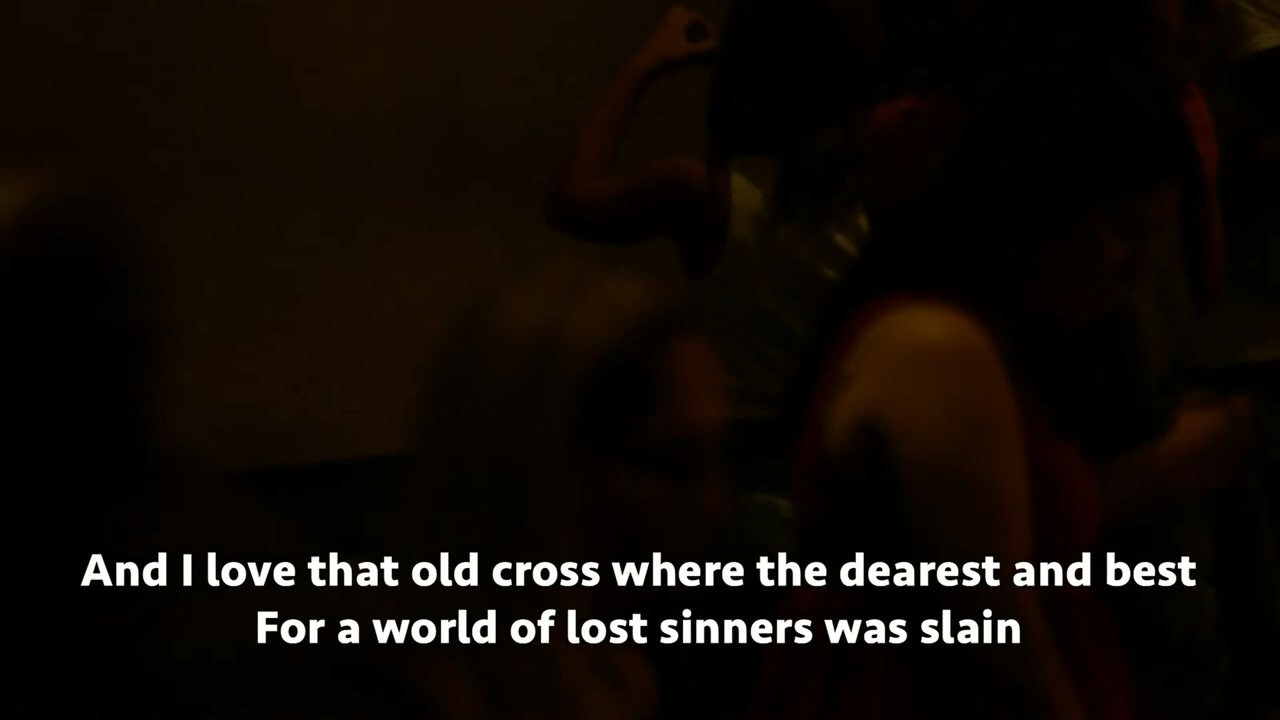 And I love that old cross where the dearest and best
For a world of lost sinners was slain